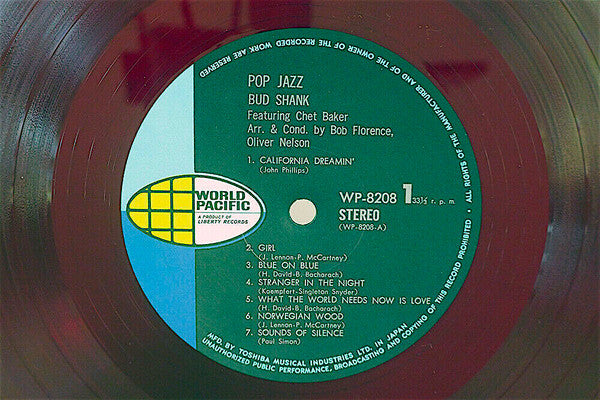 POP JAZZ
BUD SHANK
Featuring Chet Baker
Arr. & Cond. by Bob Florence,
Oliver Nelson
1. CALIFORNIA DREAMIN'
(John Phillips)
WORLD
PACIFIC
A PRODUCT OF
LIBERTY RECORDS
WP-8208 1 33⅓ r. p. m.
STEREO
(WP-8208-A)
2. GIRL
(J. Lennon-P. McCartney)
3. BLUE ON BLUE
(H. David-B. Bacharach)
4. STRANGER IN THE NIGHT
(Kaempfert-Singleton Snyder)
5. WHAT THE WORLD NEEDS NOW IS LOVE
(H. David-B. Bacharach)
6. NORWEGIAN WOOD
(J. Lennon-P. McCartney)
7. SOUNDS OF SILENCE
(Paul Simon)
MFD. BY TOSHIBA MUSICAL INDUSTRIES LTD. IN JAPAN
ALL RIGHTS OF THE MANUFACTURER AND OF THE OWNER OF THE RECORDED WORK ARE RESERVED
UNAUTHORIZED PUBLIC PERFORMANCE, BROADCASTING AND COPYING OF THIS RECORD PROHIBITED